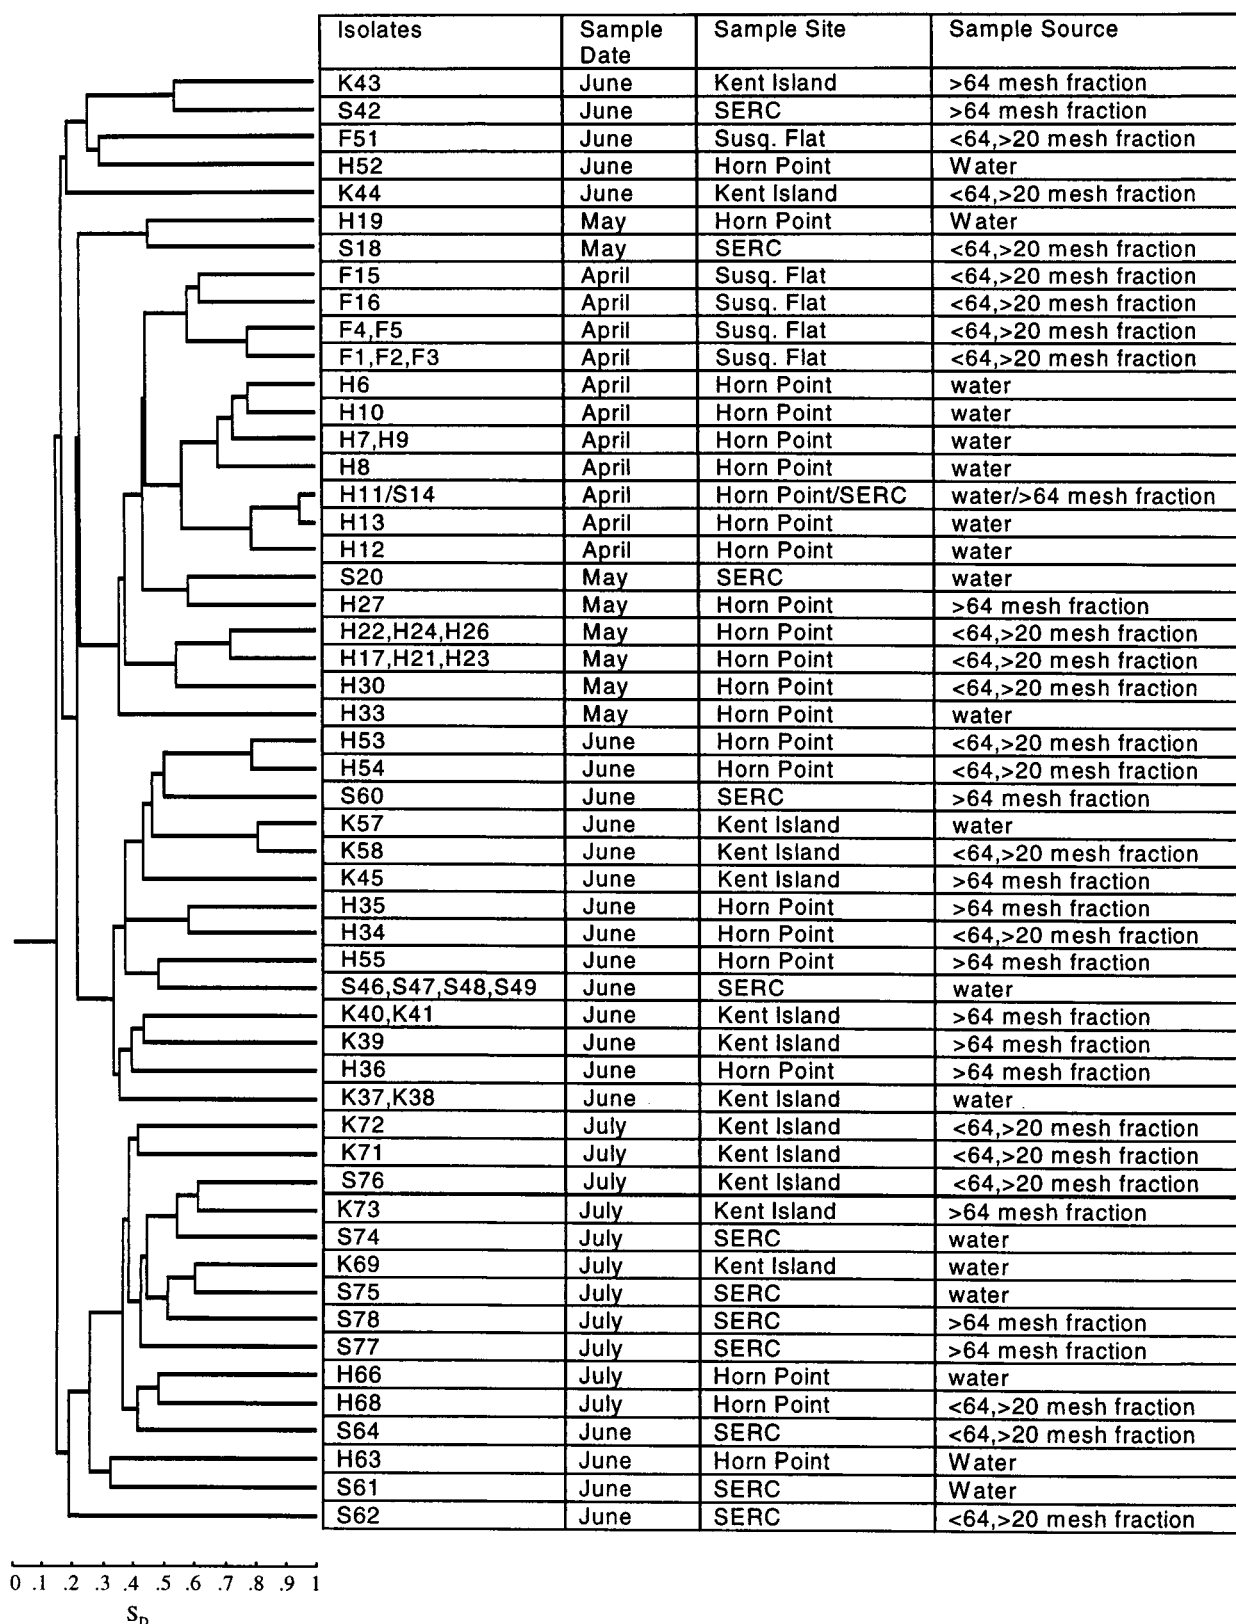 Isolates Sample Date Sample Site Sample Source
K43 June Kent Island >64 mesh fraction
S42 June SERC >64 mesh fraction
F51 June Susq. Flat <64,>20 mesh fraction
H52 June Horn Point Water
K44 June Kent Island <64,>20 mesh fraction
H19 May Horn Point Water
S18 May SERC <64,>20 mesh fraction
F15 April Susq. Flat <64,>20 mesh fraction
F16 April Susq. Flat <64,>20 mesh fraction
F4,F5 April Susq. Flat <64,>20 mesh fraction
F1,F2,F3 April Susq. Flat <64,>20 mesh fraction
H6 April Horn Point water
H10 April Horn Point water
H7,H9 April Horn Point water
H8 April Horn Point water
H11/S14 April Horn Point/SERC water/>64 mesh fraction
H13 April Horn Point water
H12 April Horn Point water
S20 May SERC water
H27 May Horn Point >64 mesh fraction
H22,H24,H26 May Horn Point <64,>20 mesh fraction
H17,H21,H23 May Horn Point <64,>20 mesh fraction
H30 May Horn Point <64,>20 mesh fraction
H33 May Horn Point water
H53 June Horn Point <64,>20 mesh fraction
H54 June Horn Point <64,>20 mesh fraction
S60 June SERC >64 mesh fraction
K57 June Kent Island water
K58 June Kent Island <64,>20 mesh fraction
K45 June Kent Island >64 mesh fraction
H35 June Horn Point >64 mesh fraction
H34 June Horn Point <64,>20 mesh fraction
H55 June Horn Point >64 mesh fraction
S46,S47,S48,S49 June SERC water
K40,K41 June Kent Island >64 mesh fraction
K39 June Kent Island >64 mesh fraction
H36 June Horn Point >64 mesh fraction
K37,K38 June Kent Island water
K72 July Kent Island <64,>20 mesh fraction
K71 July Kent Island <64,>20 mesh fraction
S76 July Kent Island <64,>20 mesh fraction
K73 July Kent Island >64 mesh fraction
S74 July SERC water
K69 July Kent Island water
S75 July SERC water
S78 July SERC >64 mesh fraction
S77 July SERC >64 mesh fraction
H66 July Horn Point water
H68 July Horn Point <64,>20 mesh fraction
S64 June SERC <64,>20 mesh fraction
H63 June Horn Point Water
S61 June SERC Water
S62 June SERC <64,>20 mesh fraction
0 .1 .2 .3 .4 .5 .6 .7 .8 .9 1
S_D